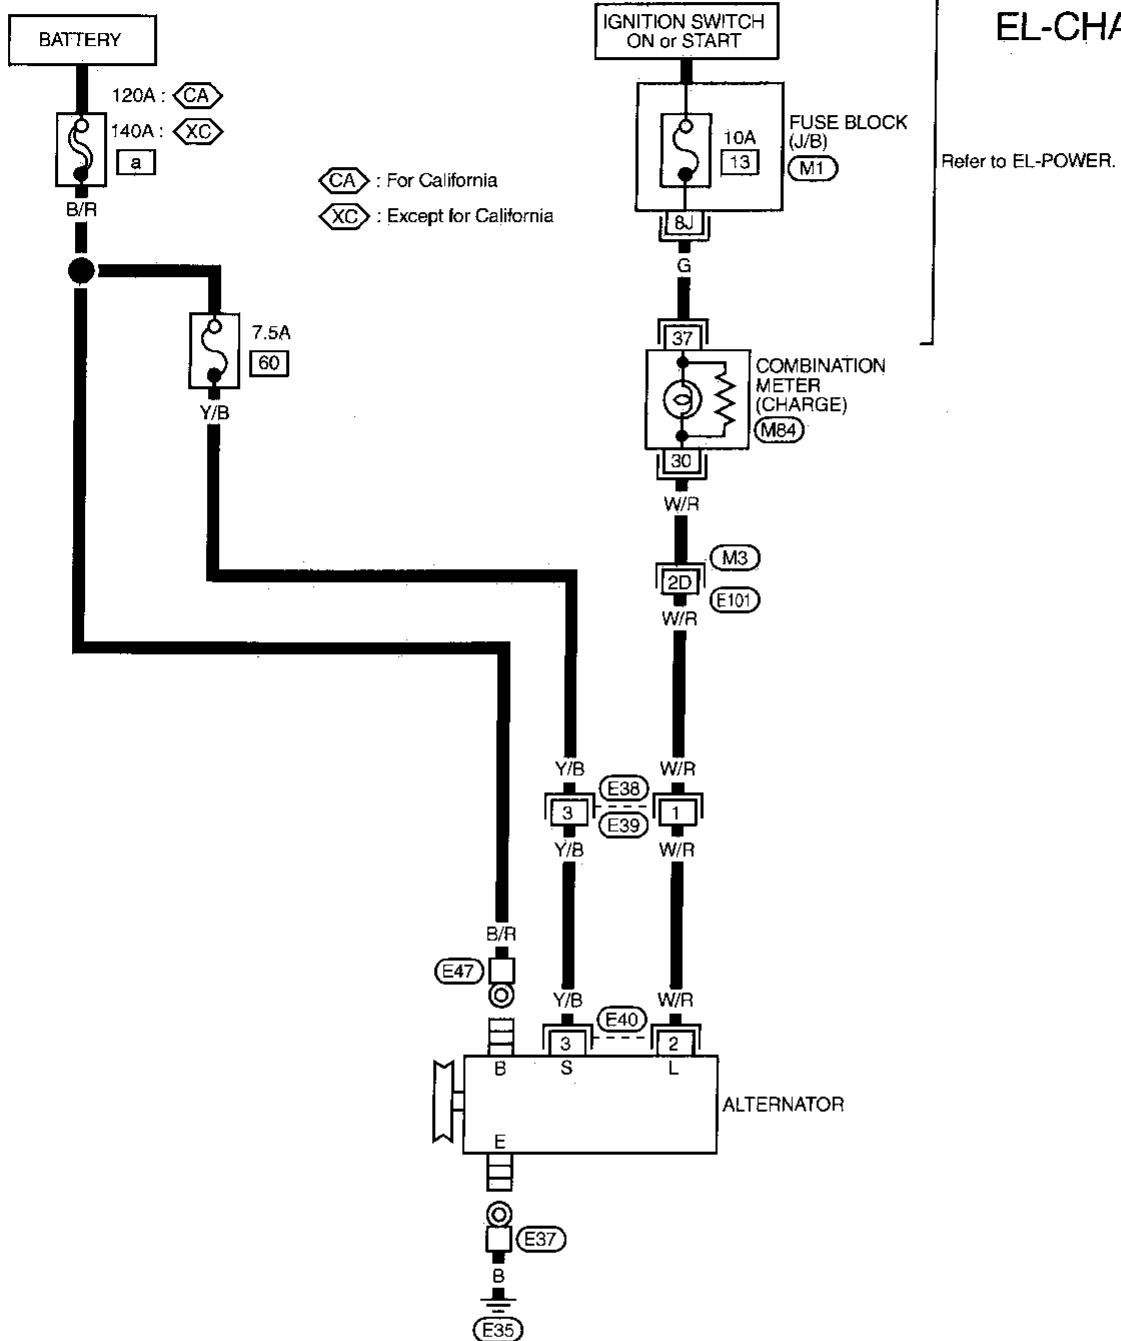 BATTERY
IGNITION SWITCH
ON or START
EL-CHA
120A : CA
140A : XC
a
B/R
CA : For California
XC : Except for California
10A
13
FUSE BLOCK
(J/B)
M1
Refer to EL-POWER.
8J
G
7.5A
60
Y/B
37
COMBINATION
METER
(CHARGE)
M84
30
W/R
M3
2D
E101
W/R
Y/B
W/R
E38
3
1
E39
Y/B
W/R
B/R
E47
Y/B
W/R
E40
3
2
B
S
L
ALTERNATOR
E
E37
B
E35